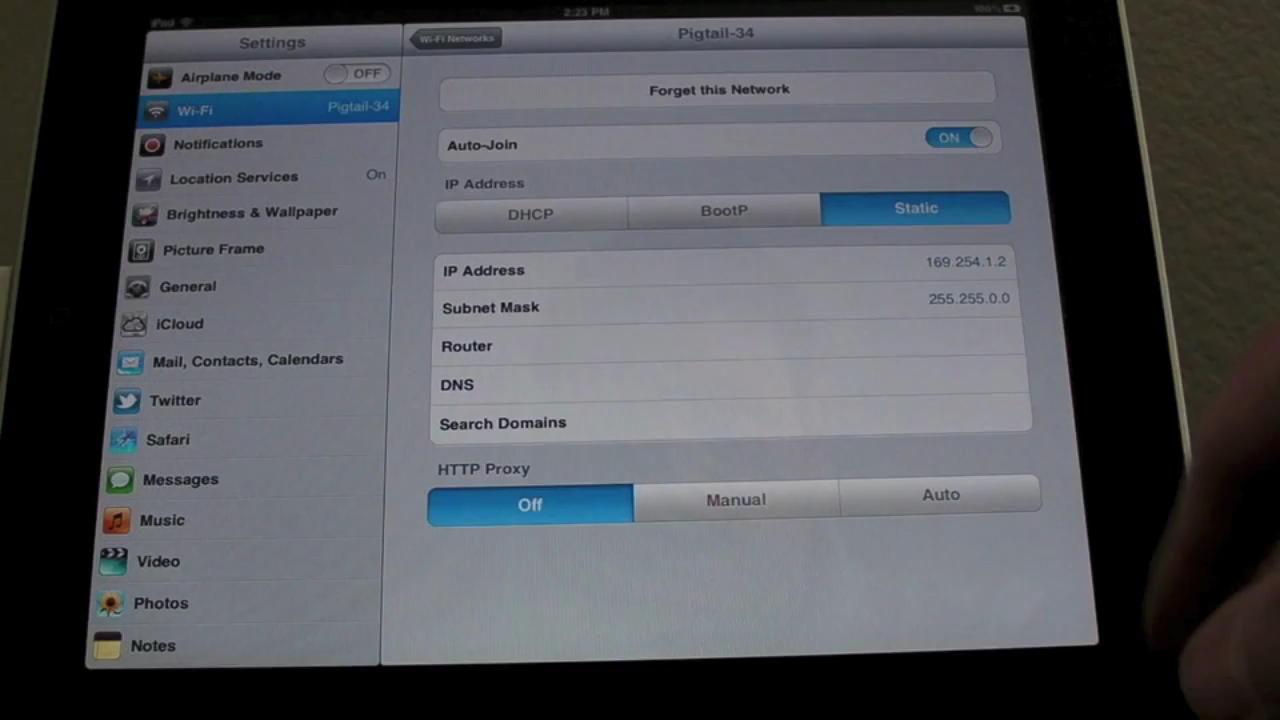 iPad 2:23 PM 100%
Settings
Airplane Mode OFF
Wi-Fi Pigtail-34
Notifications
Location Services On
Brightness & Wallpaper
Picture Frame
General
iCloud
Mail, Contacts, Calendars
Twitter
Safari
Messages
Music
Video
Photos
Notes
Wi-Fi Networks Pigtail-34
Forget this Network
Auto-Join ON
IP Address
DHCP BootP Static
IP Address 169.254.1.2
Subnet Mask 255.255.0.0
Router
DNS
Search Domains
HTTP Proxy
Off Manual Auto